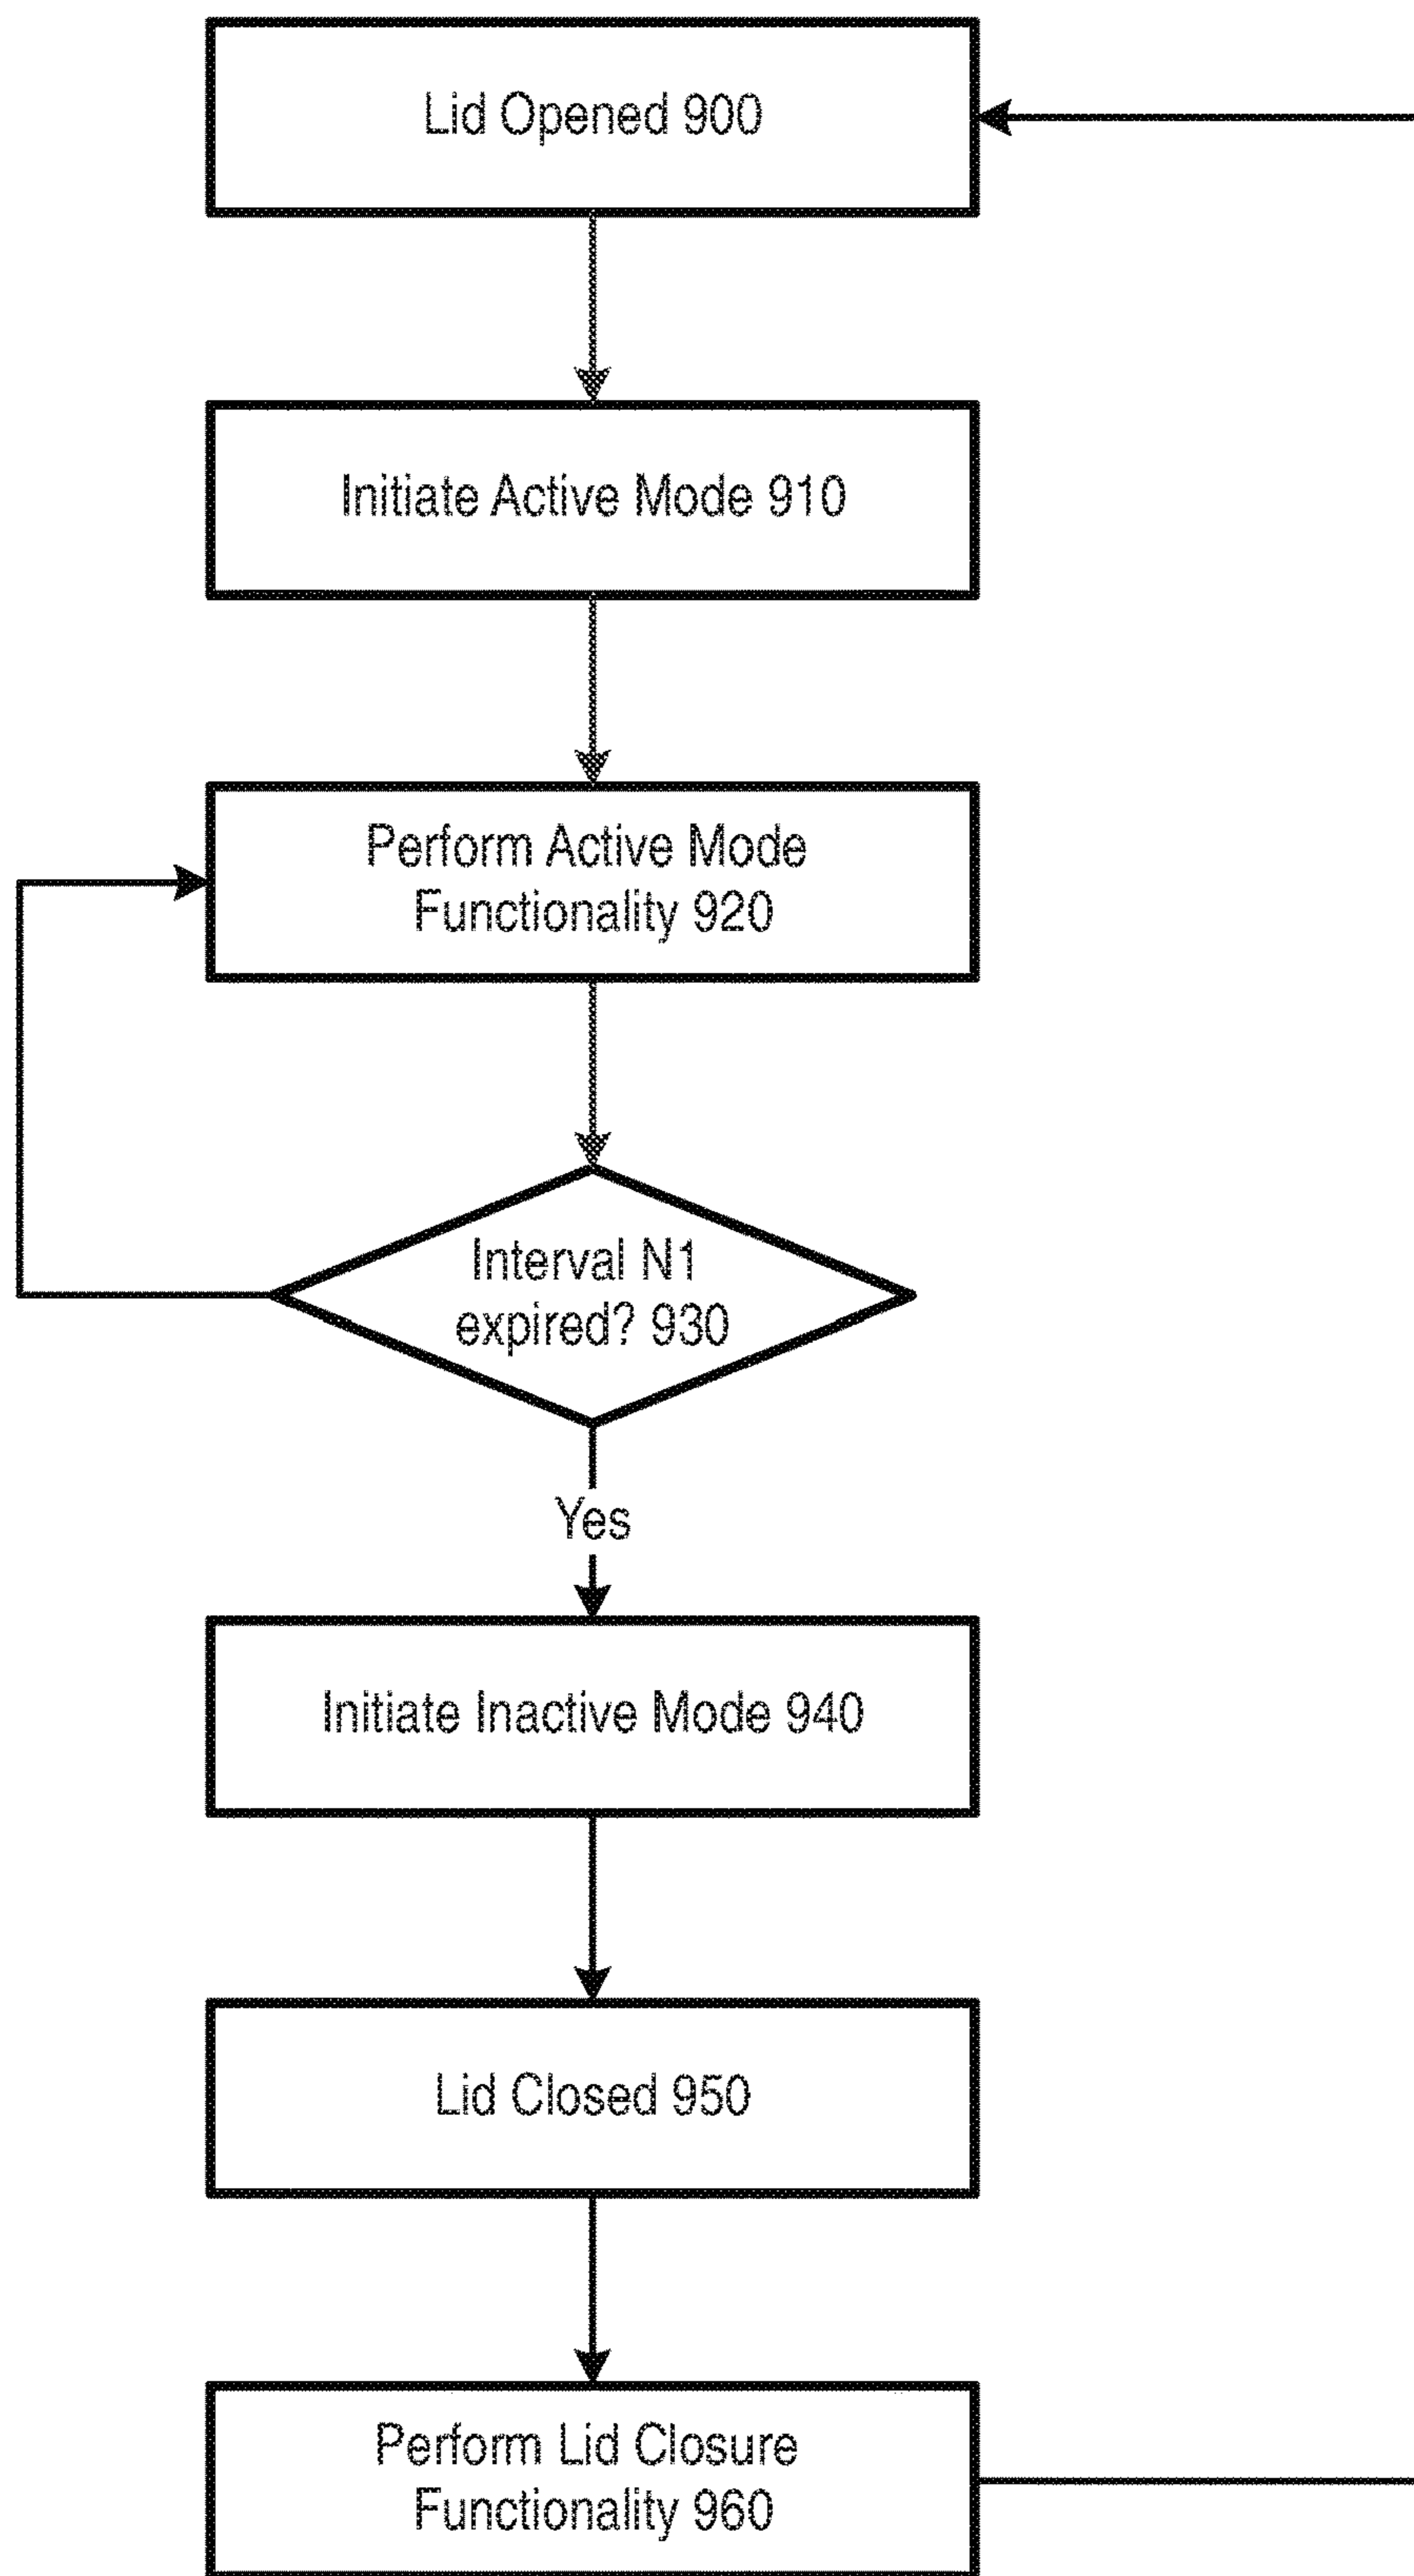 Lid Opened 900
Initiate Active Mode 910
Perform Active Mode
Functionality 920
Interval N1
expired? 930
Yes
Initiate Inactive Mode 940
Lid Closed 950
Perform Lid Closure
Functionality 960